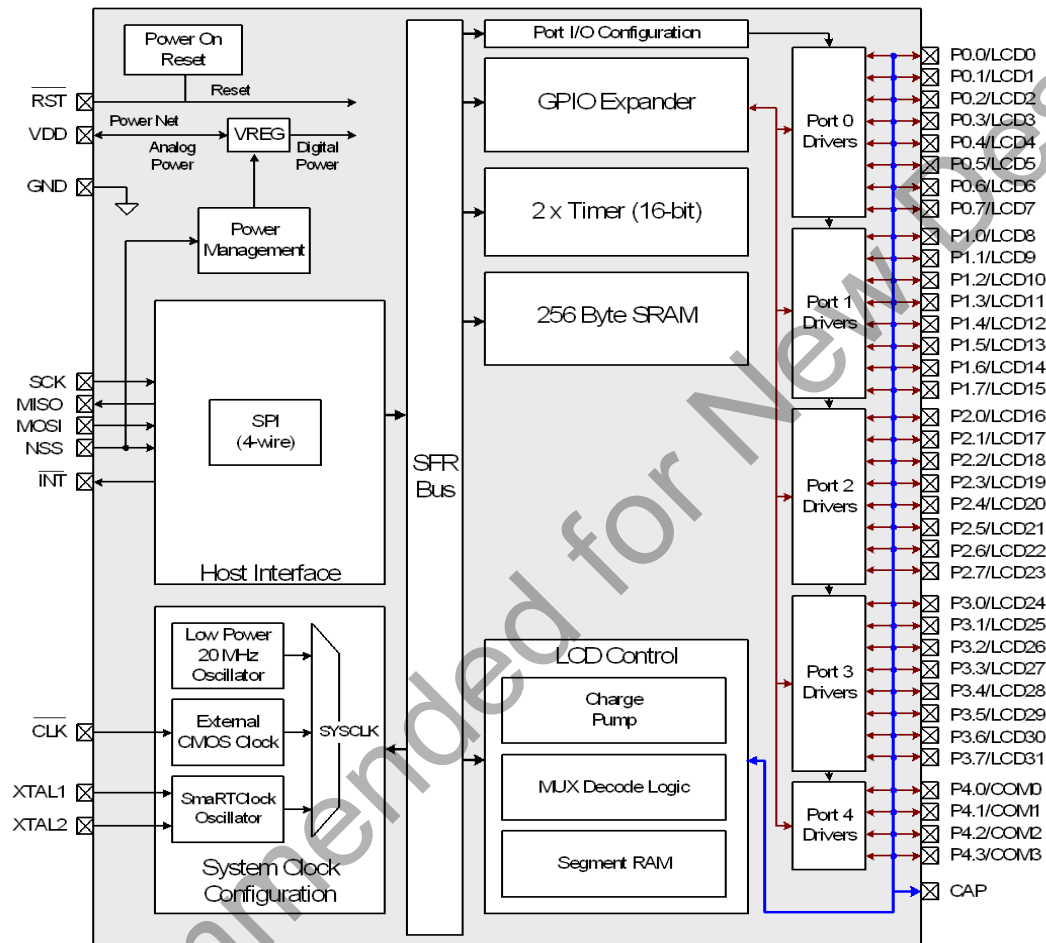 Power On
Reset
RST
Reset
VDD
Power Net
VREG
Analog
Power
Digital
Power
GND
Power
Management
SCK
MISO
MOSI
NSS
INT
SPI
(4-wire)
Host Interface
Low Power
20 MHz
Oscillator
CLK
External
CMOS Clock
SYSCLK
XTAL1
XTAL2
SmaRTClock
Oscillator
System Clock
Configuration
SFR
Bus
Port I/O Configuration
GPIO Expander
2 x Timer (16-bit)
256 Byte SRAM
LCD Control
Charge
Pump
MUX Decode Logic
Segment RAM
Port 0
Drivers
Port 1
Drivers
Port 2
Drivers
Port 3
Drivers
Port 4
Drivers
P0.0/LCD0
P0.1/LCD1
P0.2/LCD2
P0.3/LCD3
P0.4/LCD4
P0.5/LCD5
P0.6/LCD6
P0.7/LCD7
P1.0/LCD8
P1.1/LCD9
P1.2/LCD10
P1.3/LCD11
P1.4/LCD12
P1.5/LCD13
P1.6/LCD14
P1.7/LCD15
P2.0/LCD16
P2.1/LCD17
P2.2/LCD18
P2.3/LCD19
P2.4/LCD20
P2.5/LCD21
P2.6/LCD22
P2.7/LCD23
P3.0/LCD24
P3.1/LCD25
P3.2/LCD26
P3.3/LCD27
P3.4/LCD28
P3.5/LCD29
P3.6/LCD30
P3.7/LCD31
P4.0/COM0
P4.1/COM1
P4.2/COM2
P4.3/COM3
CAP
mmended for New Des